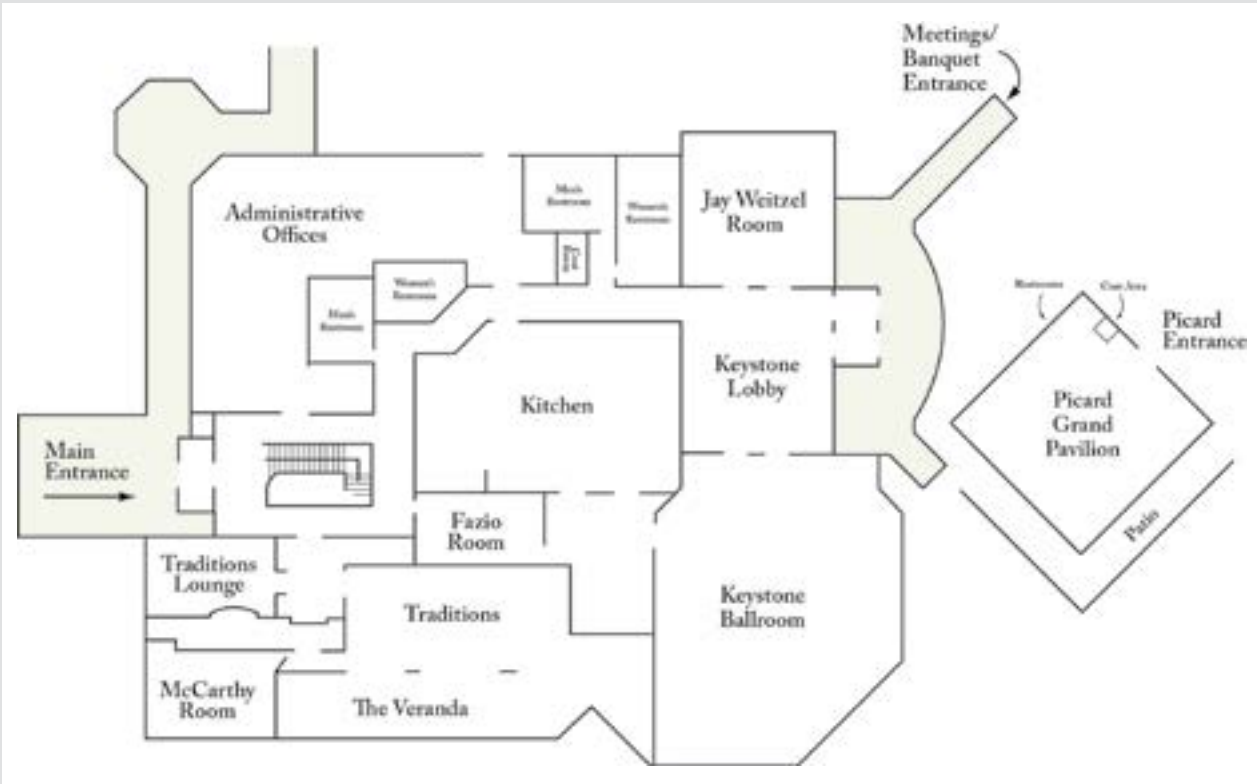 Meetings/
Banquet
Entrance
Men's
Restroom
Women's
Restroom
Jay Weitzel
Room
Administrative
Offices
Coat
Room
Women's
Restroom
Men's
Restroom
Restrooms
Coat Area
Picard
Entrance
Keystone
Lobby
Kitchen
Picard
Grand
Pavilion
Main
Entrance
Fazio
Room
Patio
Traditions
Lounge
Traditions
Keystone
Ballroom
McCarthy
Room
The Veranda